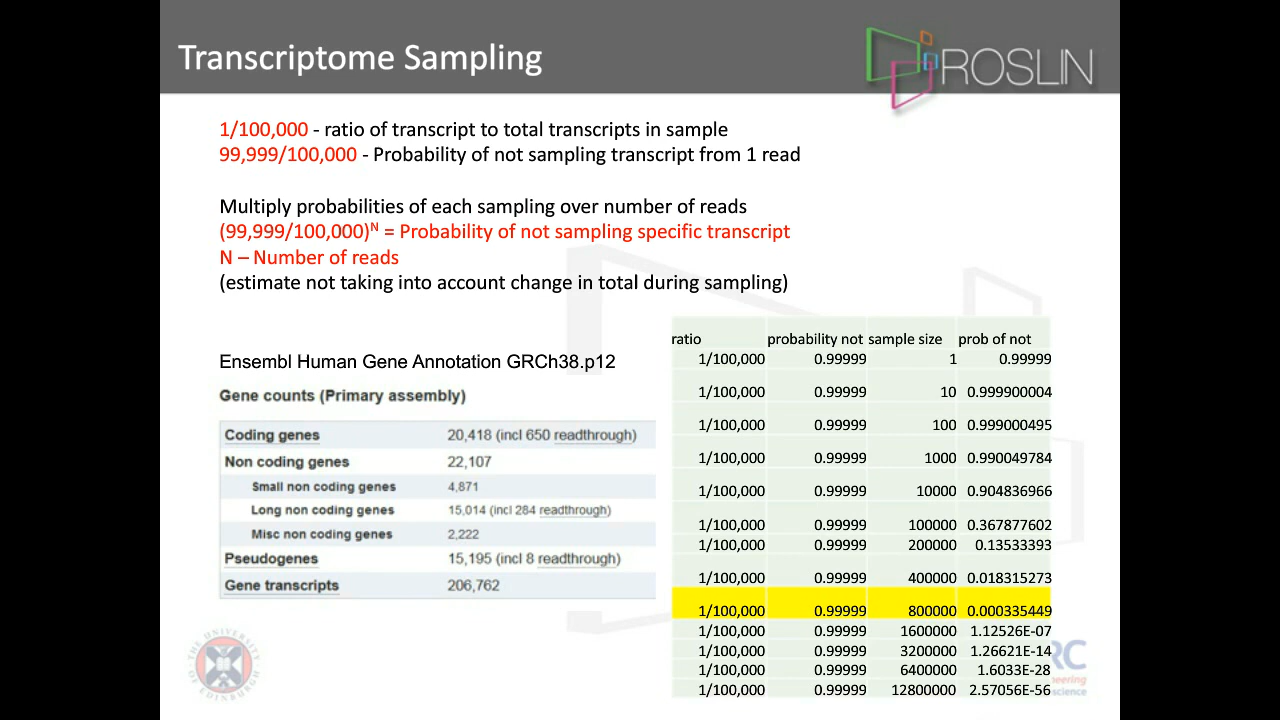 Transcriptome Sampling
ROSLIN
1/100,000 - ratio of transcript to total transcripts in sample
99,999/100,000 - Probability of not sampling transcript from 1 read
Multiply probabilities of each sampling over number of reads
(99,999/100,000)ᴺ = Probability of not sampling specific transcript
N – Number of reads
(estimate not taking into account change in total during sampling)
Ensembl Human Gene Annotation GRCh38.p12
Gene counts (Primary assembly)
Coding genes 20,418 (incl 650 readthrough)
Non coding genes 22,107
Small non coding genes 4,871
Long non coding genes 15,014 (incl 284 readthrough)
Misc non coding genes 2,222
Pseudogenes 15,195 (incl 8 readthrough)
Gene transcripts 206,762
ratio probability not sample size prob of not
1/100,000 0.99999 1 0.99999
1/100,000 0.99999 10 0.999900004
1/100,000 0.99999 100 0.999000495
1/100,000 0.99999 1000 0.990049784
1/100,000 0.99999 10000 0.904836966
1/100,000 0.99999 100000 0.367877602
1/100,000 0.99999 200000 0.13533393
1/100,000 0.99999 400000 0.018315273
1/100,000 0.99999 800000 0.000335449
1/100,000 0.99999 1600000 1.12526E-07
1/100,000 0.99999 3200000 1.26621E-14
1/100,000 0.99999 6400000 1.6033E-28
1/100,000 0.99999 12800000 2.57056E-56
THE UNIVERSITY OF EDINBURGH
RC
science